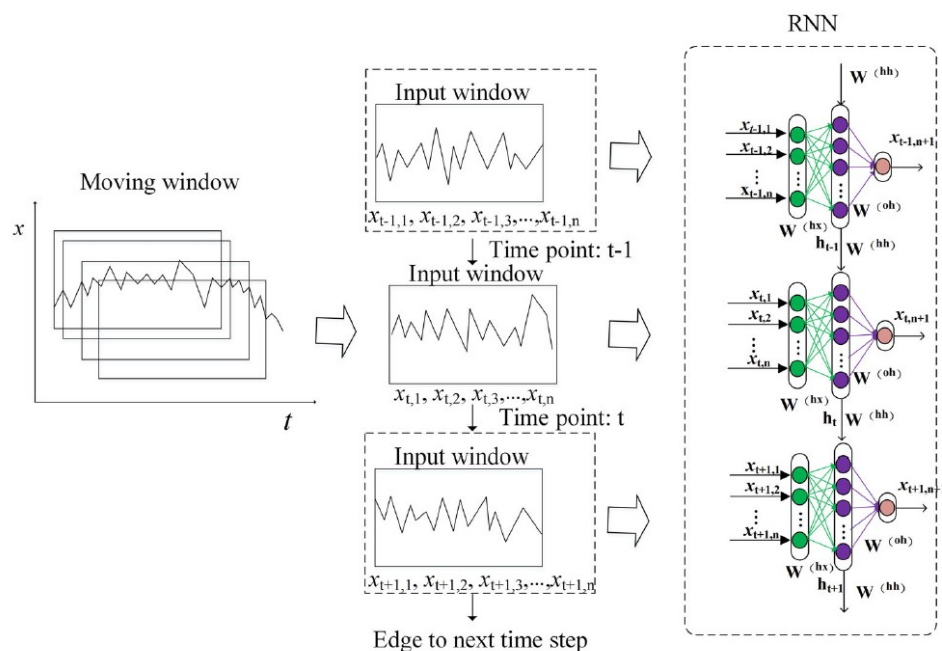 RNN
Moving window
x
t
Input window
x_{t-1,1}, x_{t-1,2}, x_{t-1,3},...,x_{t-1,n}
Time point: t-1
Input window
x_{t,1}, x_{t,2}, x_{t,3},...,x_{t,n}
Time point: t
Input window
x_{t+1,1}, x_{t+1,2}, x_{t+1,3},...,x_{t+1,n}
Edge to next time step
W^{(hh)}
x_{t-1,1}
x_{t-1,2}
x_{t-1,n}
x_{t-1,n+1}
W^{(oh)}
W^{(hx)}
h_{t-1}
W^{(hh)}
x_{t,1}
x_{t,2}
x_{t,n}
x_{t,n+1}
W^{(oh)}
W^{(hx)}
h_t
W^{(hh)}
x_{t+1,1}
x_{t+1,2}
x_{t+1,n}
x_{t+1,n+
W^{(oh)}
W^{(hx)}
h_{t+1}
W^{(hh)}